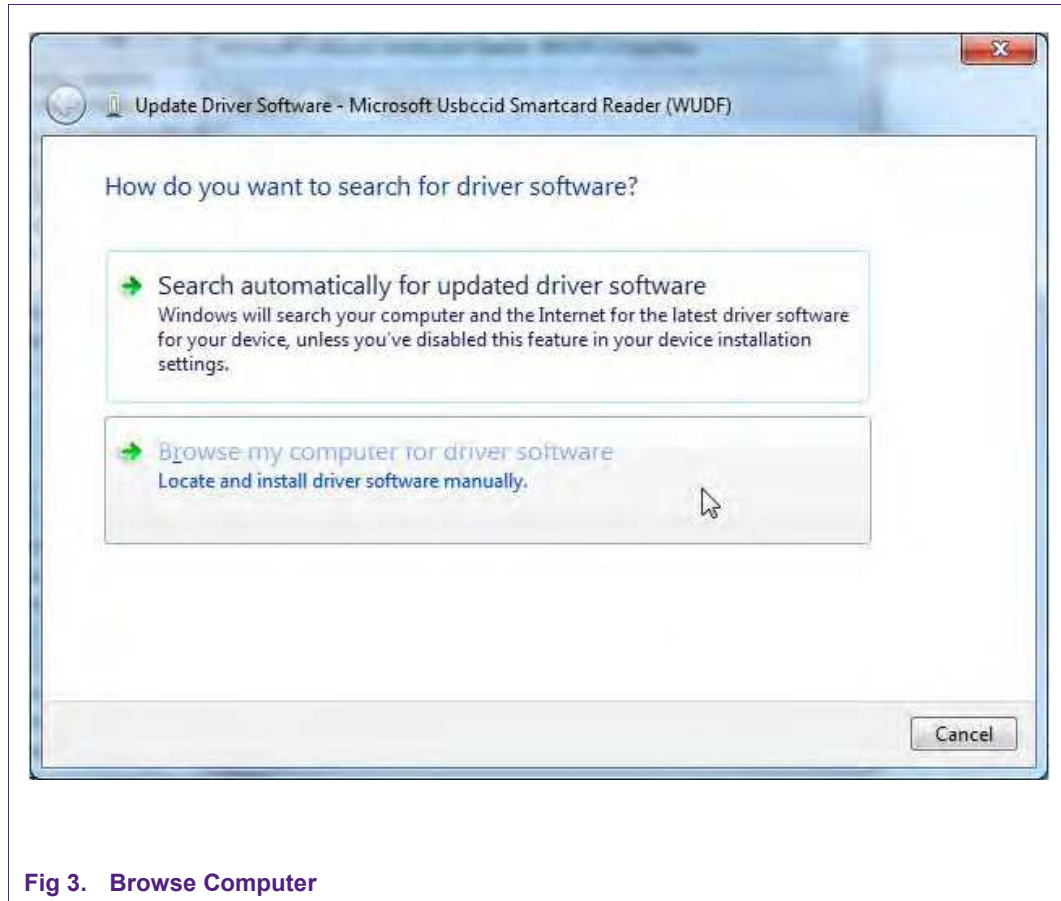 Update Driver Software - Microsoft Usbccid Smartcard Reader (WUDF)
How do you want to search for driver software?
Search automatically for updated driver software
Windows will search your computer and the Internet for the latest driver software
for your device, unless you've disabled this feature in your device installation
settings.
Browse my computer for driver software
Locate and install driver software manually.
Cancel
Fig 3. Browse Computer